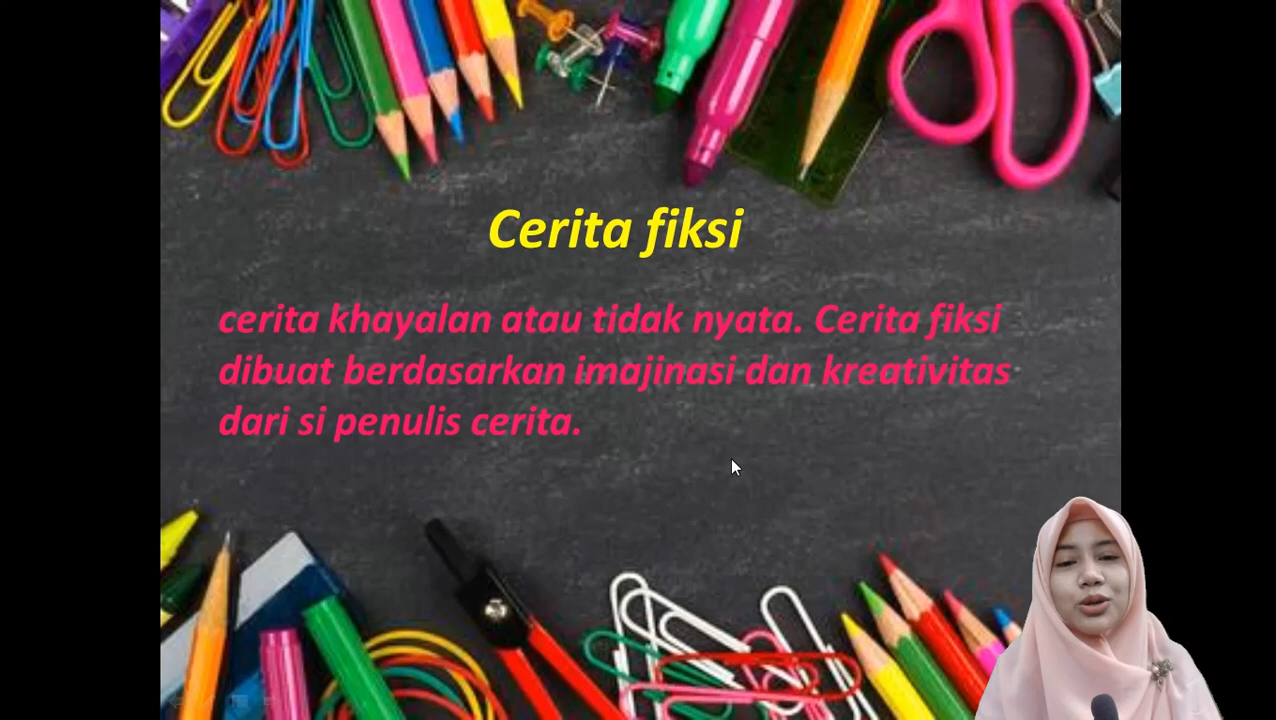 Cerita fiksi
cerita khayalan atau tidak nyata. Cerita fiksi
dibuat berdasarkan imajinasi dan kreativitas
dari si penulis cerita.